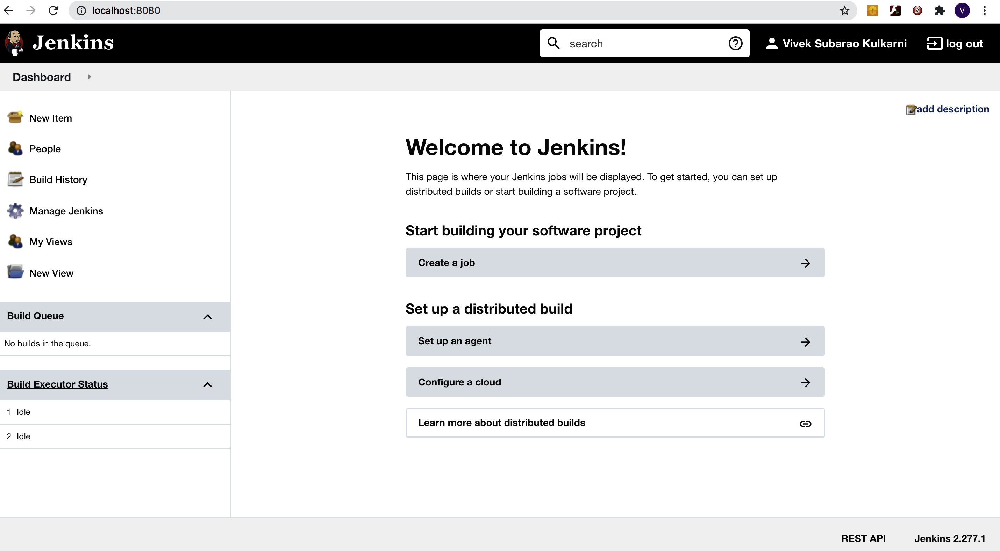 localhost:8080
V
Jenkins
search
Vivek Subarao Kulkarni
log out
Dashboard
add description
New Item
People
Build History
Manage Jenkins
My Views
New View
Build Queue
No builds in the queue.
Build Executor Status
1 Idle
2 Idle
Welcome to Jenkins!
This page is where your Jenkins jobs will be displayed. To get started, you can set up
distributed builds or start building a software project.
Start building your software project
Create a job
Set up a distributed build
Set up an agent
Configure a cloud
Learn more about distributed builds
REST API
Jenkins 2.277.1